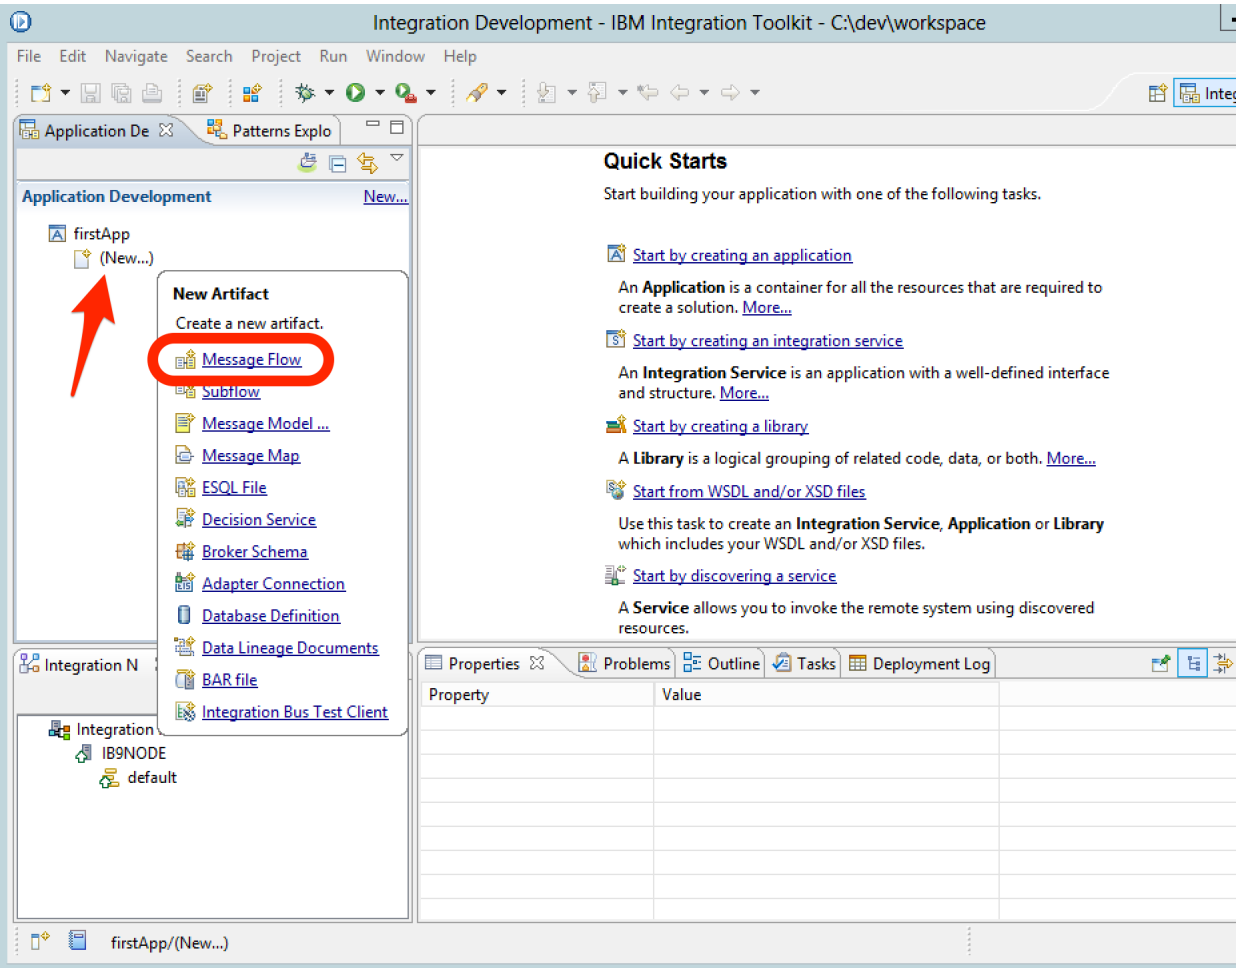 Integration Development - IBM Integration Toolkit - C:\dev\workspace
File Edit Navigate Search Project Run Window Help
Integ
Application De
Patterns Explo
Application Development
New...
firstApp
(New...)
New Artifact
Create a new artifact.
Message Flow
Subflow
Message Model ...
Message Map
ESQL File
Decision Service
Broker Schema
Adapter Connection
Database Definition
Data Lineage Documents
BAR file
Integration Bus Test Client
Quick Starts
Start building your application with one of the following tasks.
Start by creating an application
An Application is a container for all the resources that are required to
create a solution. More...
Start by creating an integration service
An Integration Service is an application with a well-defined interface
and structure. More...
Start by creating a library
A Library is a logical grouping of related code, data, or both. More...
Start from WSDL and/or XSD files
Use this task to create an Integration Service, Application or Library
which includes your WSDL and/or XSD files.
Start by discovering a service
A Service allows you to invoke the remote system using discovered
resources.
Integration N
Integration
IB9NODE
default
Properties Problems Outline Tasks Deployment Log
Property Value
firstApp/(New...)